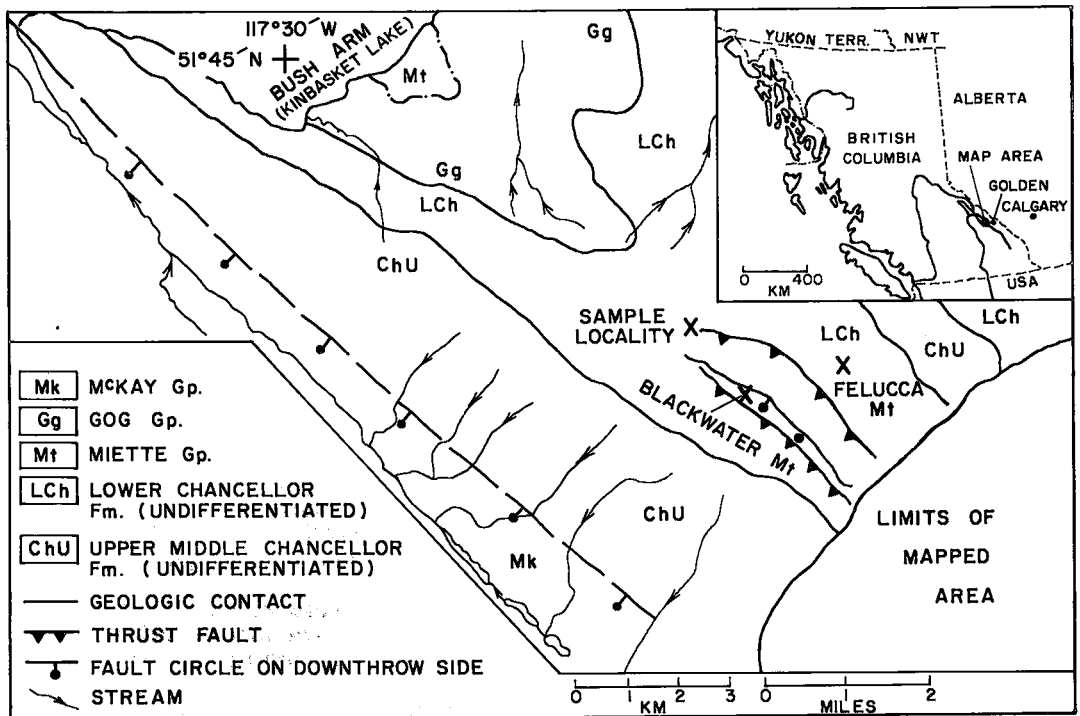 117°30´W
51°45´N
BUSH ARM
(KINBASKET LAKE)
Mt
Gg
LCh
Gg
LCh
ChU
YUKON TERR.
NWT
ALBERTA
BRITISH
COLUMBIA
MAP AREA
GOLDEN
CALGARY
USA
0 400
KM
SAMPLE
LOCALITY
LCh
LCh
ChU
FELUCCA
Mt
BLACKWATER Mt
ChU
Mk
LIMITS OF
MAPPED
AREA
Mk McKAY Gp.
Gg GOG Gp.
Mt MIETTE Gp.
LCh LOWER CHANCELLOR
Fm. (UNDIFFERENTIATED)
ChU UPPER MIDDLE CHANCELLOR
Fm. (UNDIFFERENTIATED)
GEOLOGIC CONTACT
THRUST FAULT
FAULT CIRCLE ON DOWNTHROW SIDE
STREAM
0 1 2 3
KM
0 1 2
MILES